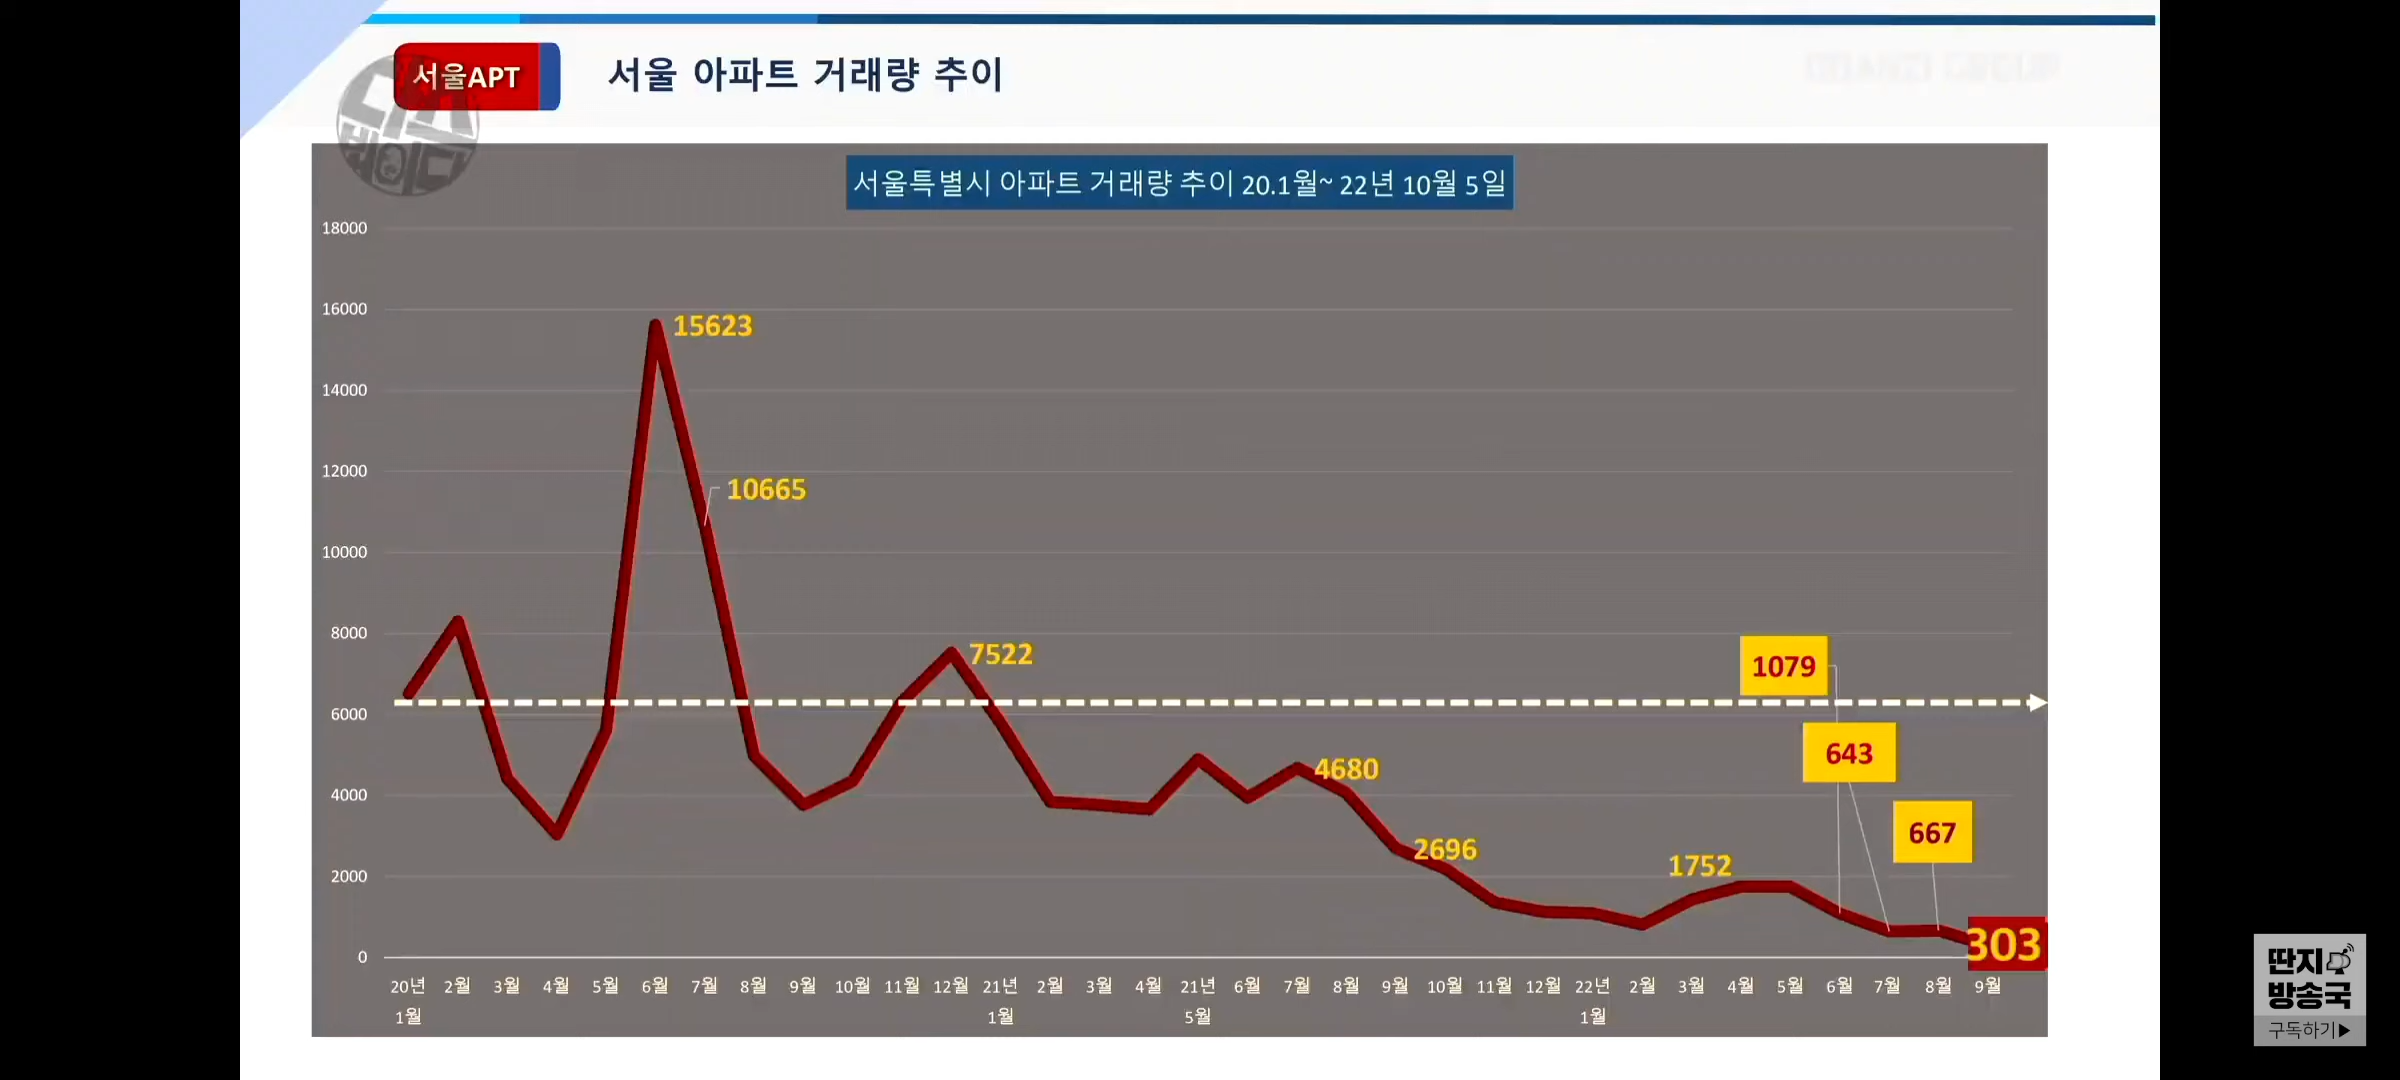 서울APT
서울 아파트 거래량 추이
서울특별시 아파트 거래량 추이 20.1월~ 22년 10월 5일
18000
16000
14000
12000
10000
8000
6000
4000
2000
0
15623
10665
7522
4680
2696
1752
1079
643
667
303
20년 2월 3월 4월 5월 6월 7월 8월 9월 10월 11월 12월 21년 2월 3월 4월 21년 6월 7월 8월 9월 10월 11월 12월 22년 2월 3월 4월 5월 6월 7월 8월 9월
1월 1월 5월 1월
딴지
방송국
구독하기▶